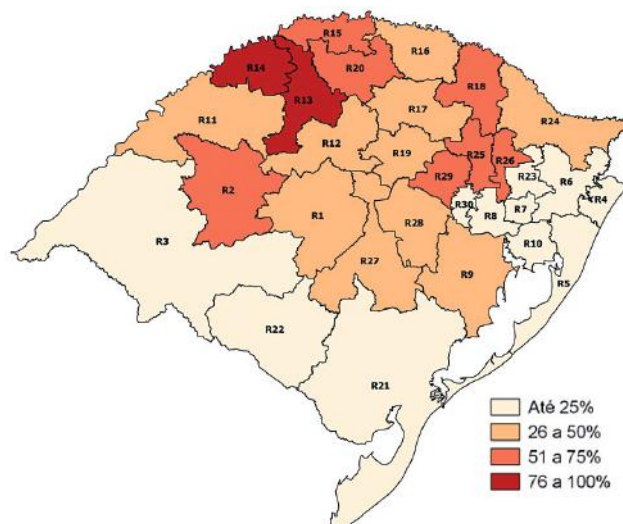 R15
R16
R14
R20
R18
R13
R17
R11
R24
R12
R19
R25
R26
R29
R23
R6
R2
R30
R8
R7
R4
R1
R28
R3
R10
R27
R9
R5
R22
R21
Até 25%
26 a 50%
51 a 75%
76 a 100%